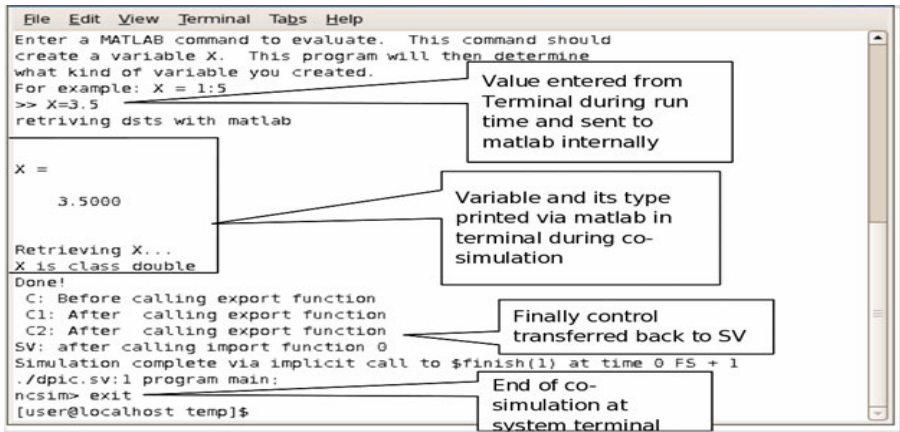 File Edit View Terminal Tabs Help
Enter a MATLAB command to evaluate. This command should
create a variable X. This program will then determine
what kind of variable you created.
For example: X = 1:5
>> X=3.5
retriving dsts with matlab
Value entered from
Terminal during run
time and sent to
matlab internally
X =
3.5000
Retrieving X...
X is class double
Variable and its type
printed via matlab in
terminal during co-
simulation
Done!
C: Before calling export function
C1: After calling export function
C2: After calling export function
SV: after calling import function 0
Finally control
transferred back to SV
Simulation complete via implicit call to $finish(1) at time 0 FS + 1
./dpic.sv:1 program main;
ncsim> exit
[user@localhost temp]$
End of co-
simulation at
system terminal